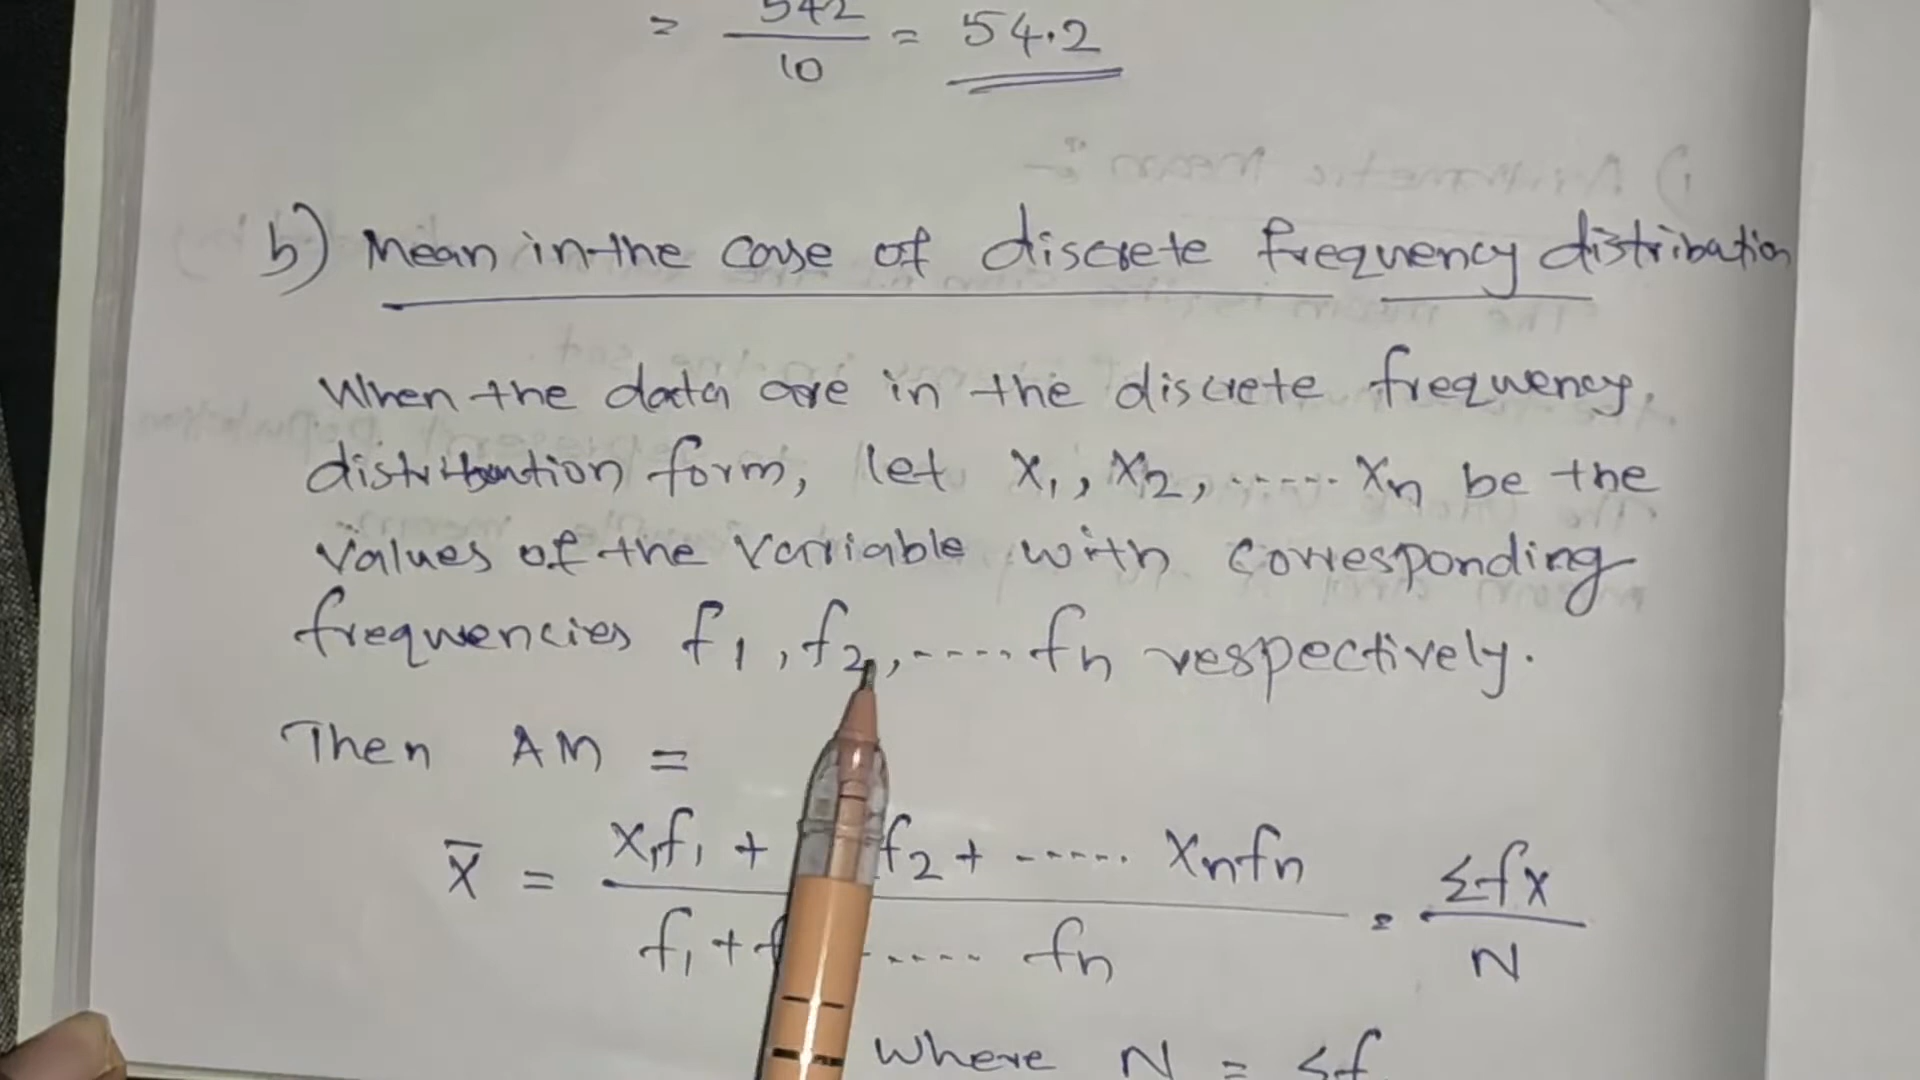 = 542/10 = 54.2
b) Mean in the case of discrete frequency distribution
When the data are in the discrete frequency
distribution form, let x₁, x₂, ----- xₙ be the
values of the variable with corresponding
frequencies f₁, f₂, ---- fₙ respectively.
Then AM =
x̄ = x₁f₁ + f₂ + ----- xₙfₙ / f₁ + ---- fₙ = Σfx / N
where N = Σf